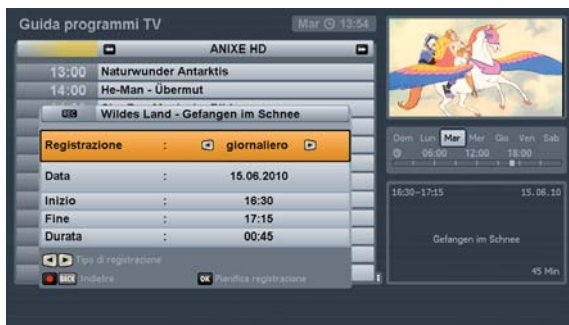 Guida programmi TV
Mar 13:54
ANIXE HD
13:00 Naturwunder Antarktis
14:00 He-Man - Übermut
Wildes Land - Gefangen im Schnee
Registrazione : giornaliero
Data : 15.06.2010
Inizio : 16:30
Fine : 17:15
Durata : 00:45
Tipo di registrazione
BACK Indietro
OK Pianifica registrazione
Dom Lun Mar Mer Gio Ven Sab
06:00 12:00 18:00
16:30-17:15 15.06.10
Gefangen im Schnee
45 Min